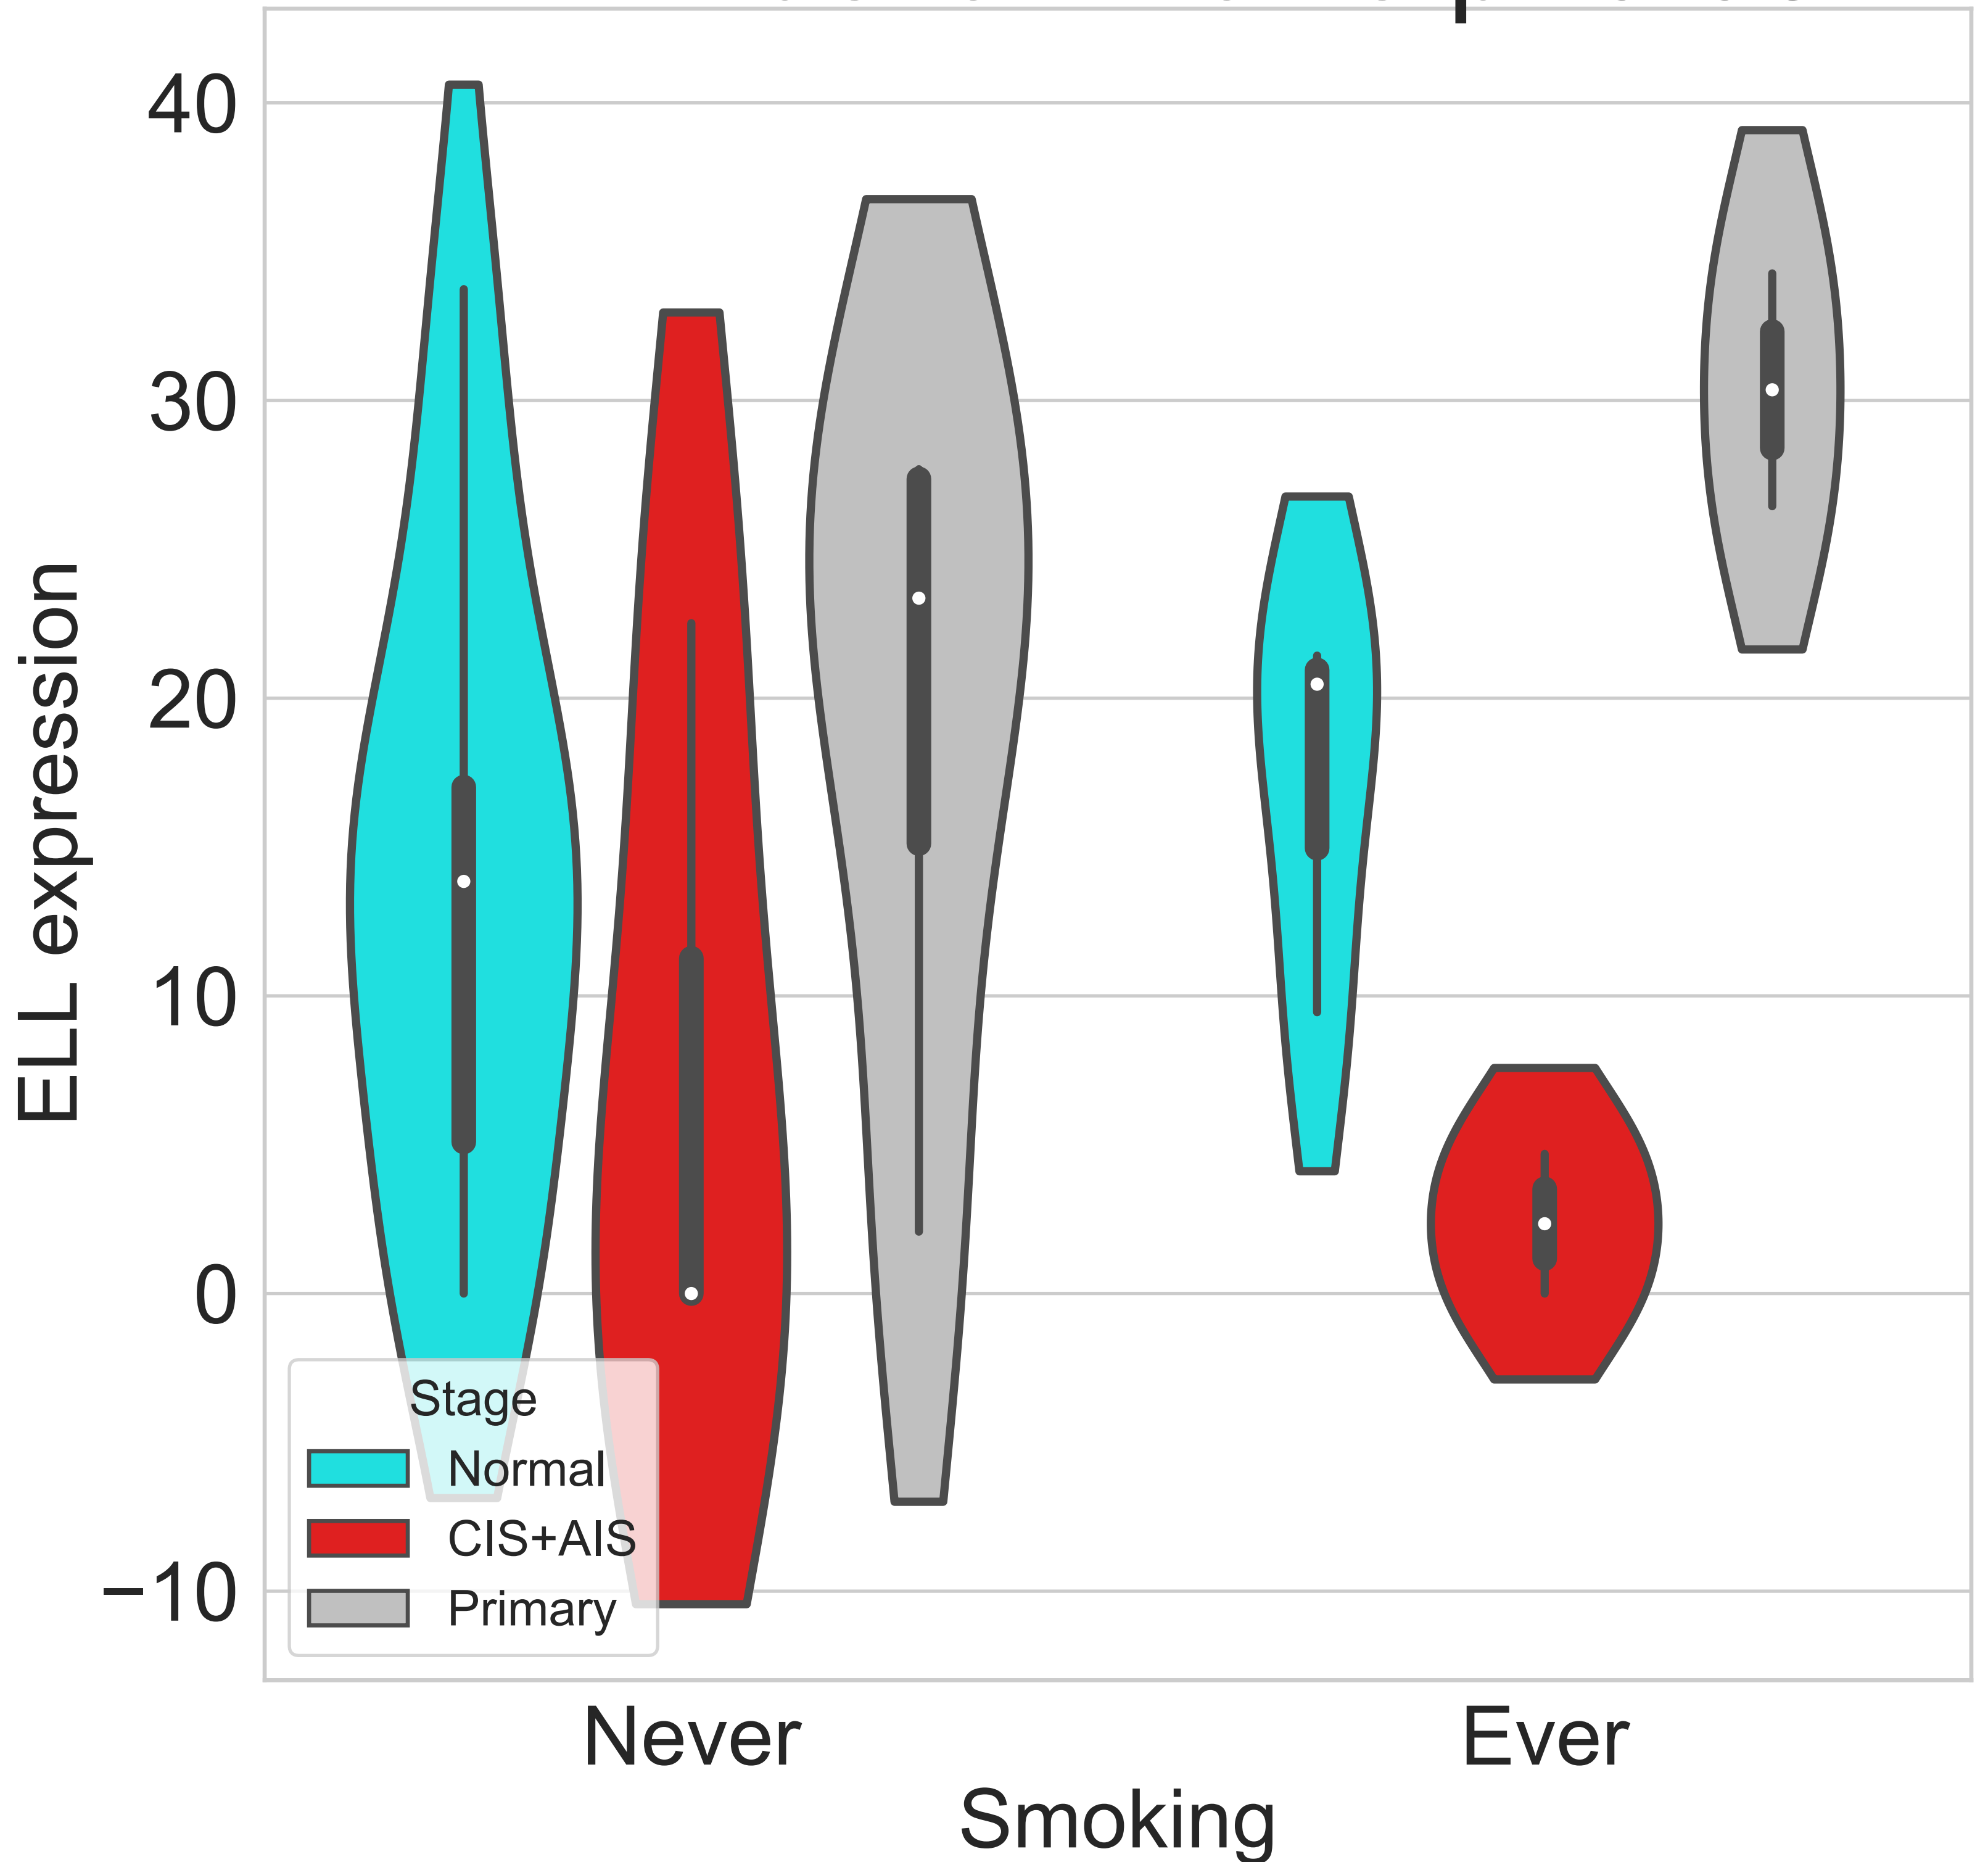 40
30
20
10
0
−10
ELL expression
Stage
Normal
CIS+AIS
Primary
Never
Ever
Smoking